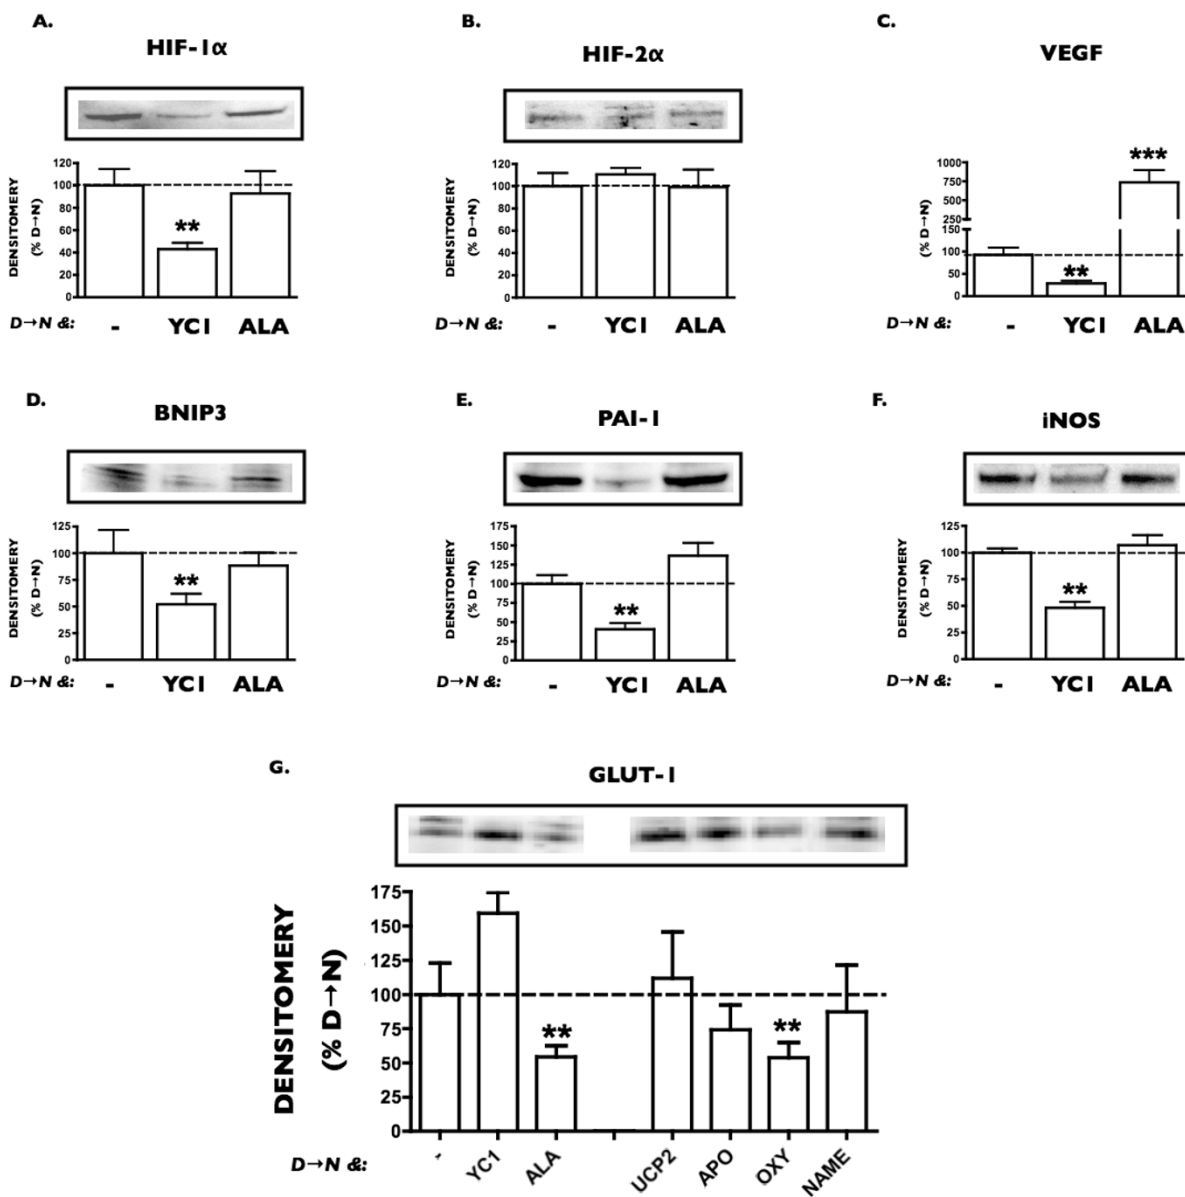 A.
HIF-1α
DENSITOMERY
(% D→N)
120
100
80
60
40
20
0
**
D→N &:
-
YC1
ALA
B.
HIF-2α
DENSITOMERY
(% D→N)
120
100
80
60
40
20
0
D→N &:
-
YC1
ALA
C.
VEGF
(% D→N)
1000
750
500
250
150
100
50
0
**
***
D→N &:
-
YC1
ALA
D.
BNIP3
DENSITOMERY
(% D→N)
125
100
75
50
25
0
**
D→N &:
-
YC1
ALA
E.
PAI-1
DENSITOMERY
(% D→N)
175
150
125
100
75
50
25
0
**
D→N &:
-
YC1
ALA
F.
iNOS
DENSITOMERY
(% D→N)
125
100
75
50
25
0
**
D→N &:
-
YC1
ALA
G.
GLUT-1
DENSITOMERY
(% D→N)
175
150
125
100
75
50
25
0
**
**
D→N &:
-
YC1
ALA
UCP2
APO
OXY
NAME